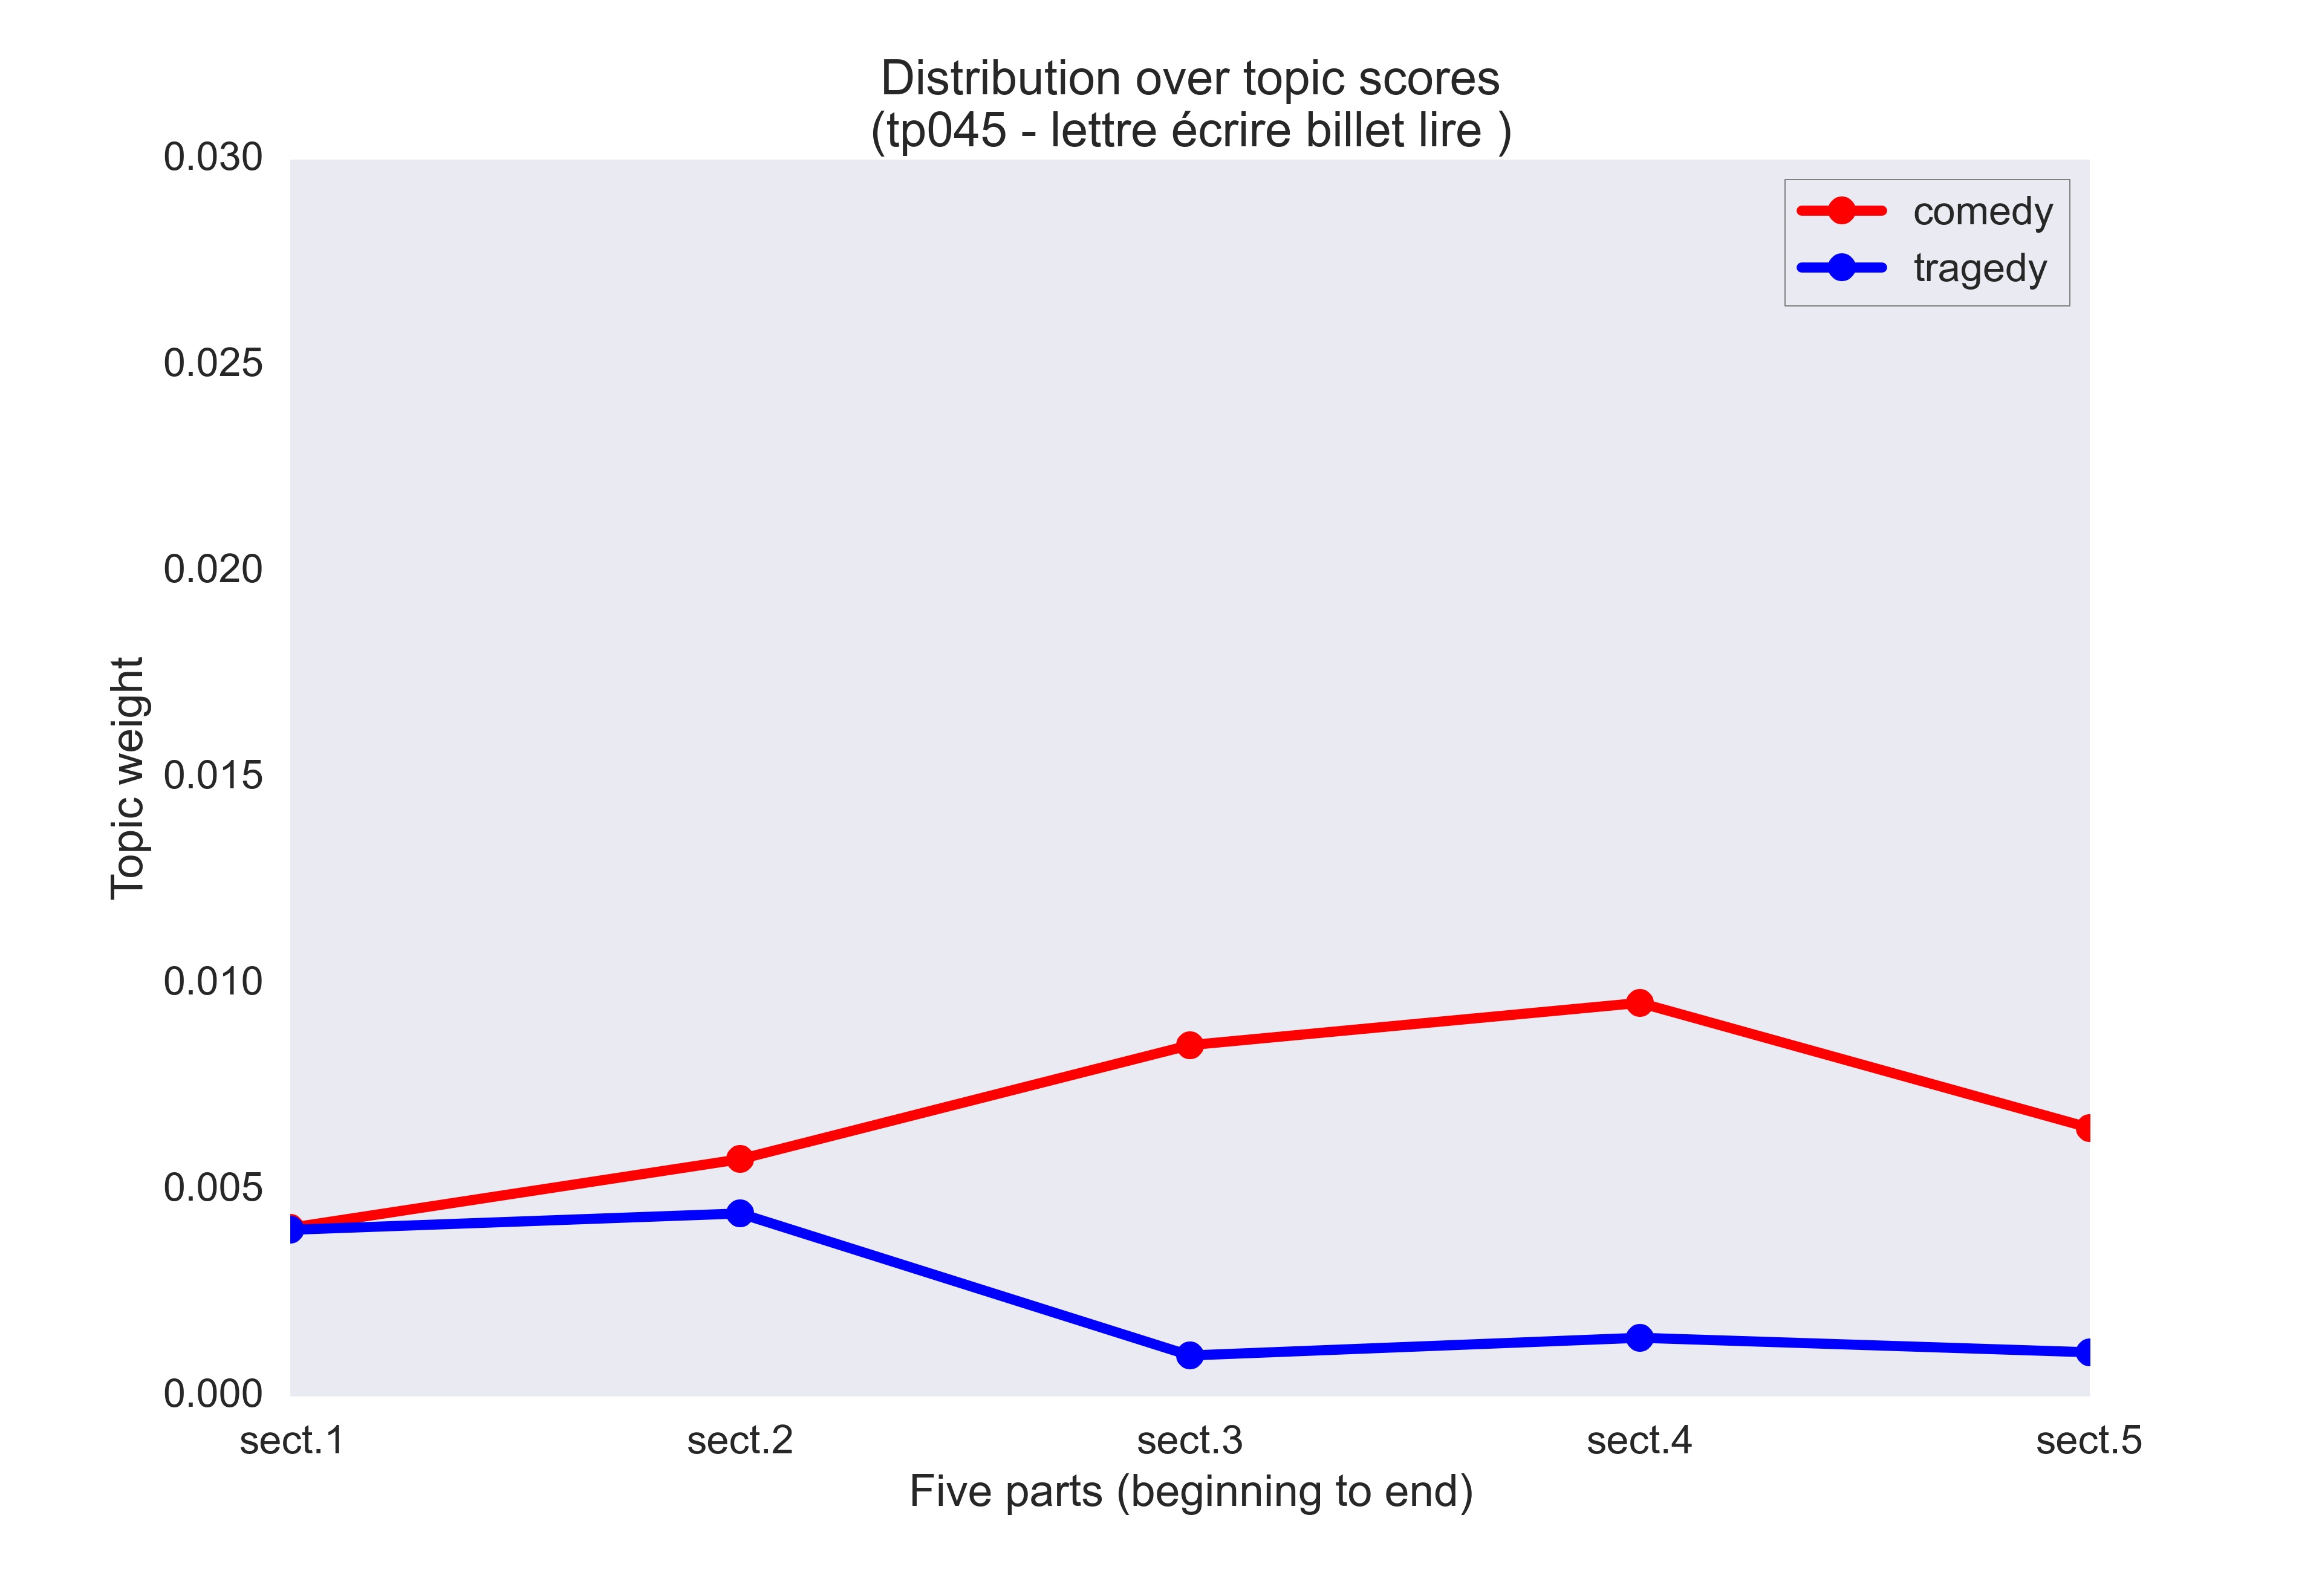 Distribution over topic scores
(tp045 - lettre écrire billet lire )
comedy
tragedy
Topic weight
0.030
0.025
0.020
0.015
0.010
0.005
0.000
sect.1
sect.2
sect.3
sect.4
sect.5
Five parts (beginning to end)